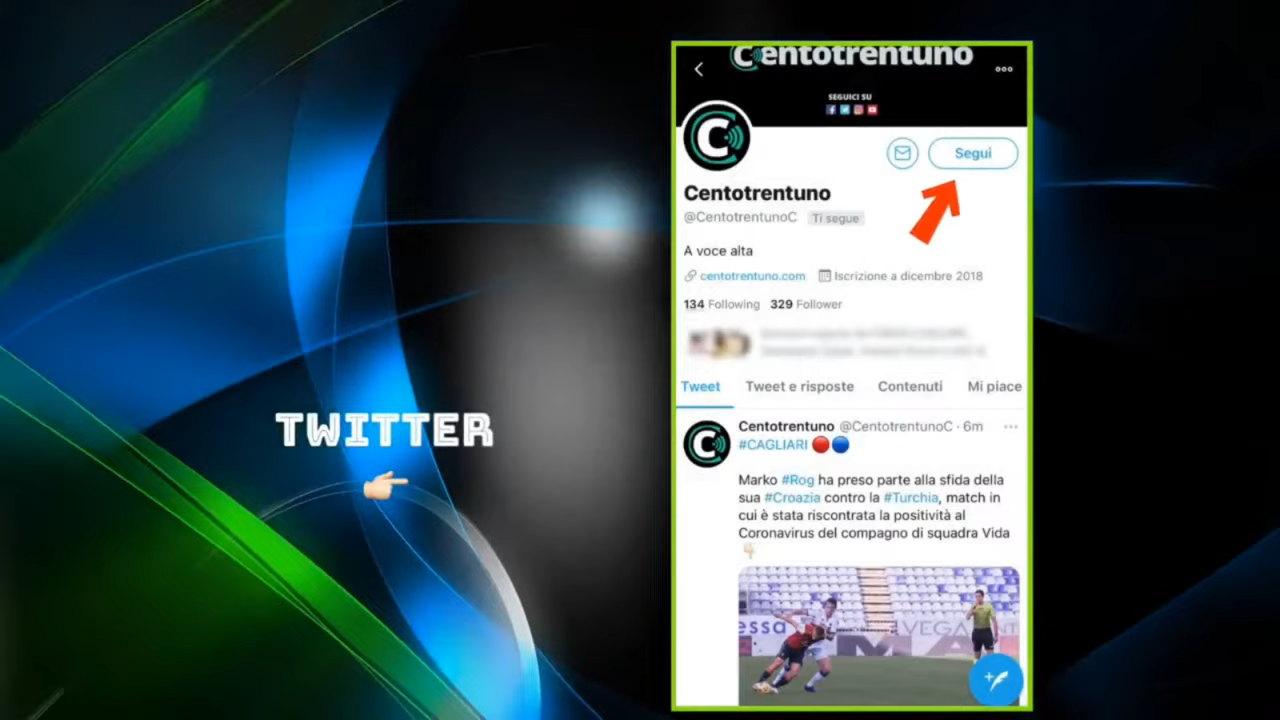 TWITTER
Centotrentuno
SEGUICI SU
Segui
Centotrentuno
@CentotrentunoC Ti segue
A voce alta
centotrentuno.com Iscrizione a dicembre 2018
134 Following 329 Follower
Tweet Tweet e risposte Contenuti Mi piace
Centotrentuno @CentotrentunoC · 6m
#CAGLIARI
Marko #Rog ha preso parte alla sfida della
sua #Croazia contro la #Turchia, match in
cui è stata riscontrata la positività al
Coronavirus del compagno di squadra Vida